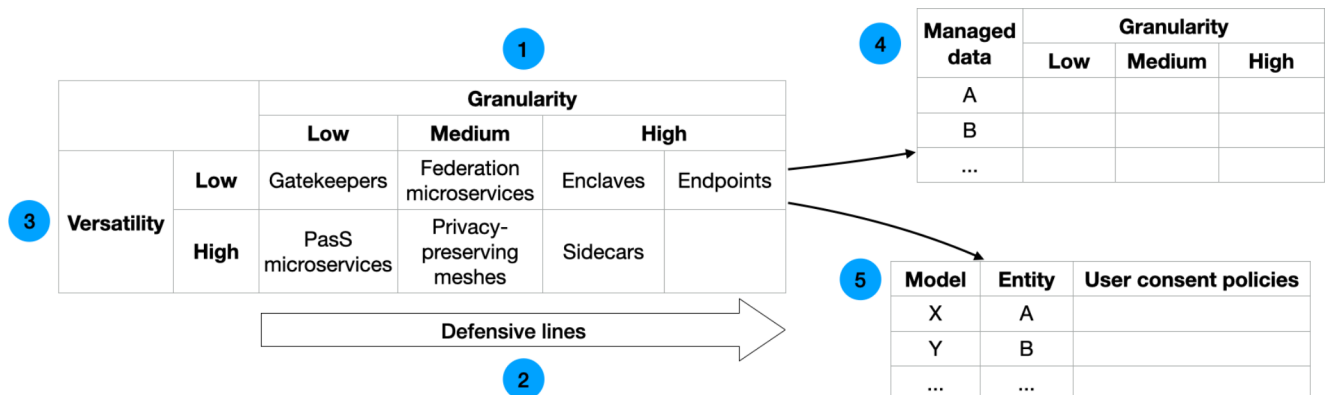 1
Granularity
Low Medium High
Versatility
Low
Gatekeepers
Federation
microservices
Enclaves
Endpoints
High
PasS
microservices
Privacy-
preserving
meshes
Sidecars
3
Defensive lines
2
4
Managed
data
Granularity
Low Medium High
A
B
...
5
Model Entity User consent policies
X A
Y B
... ...